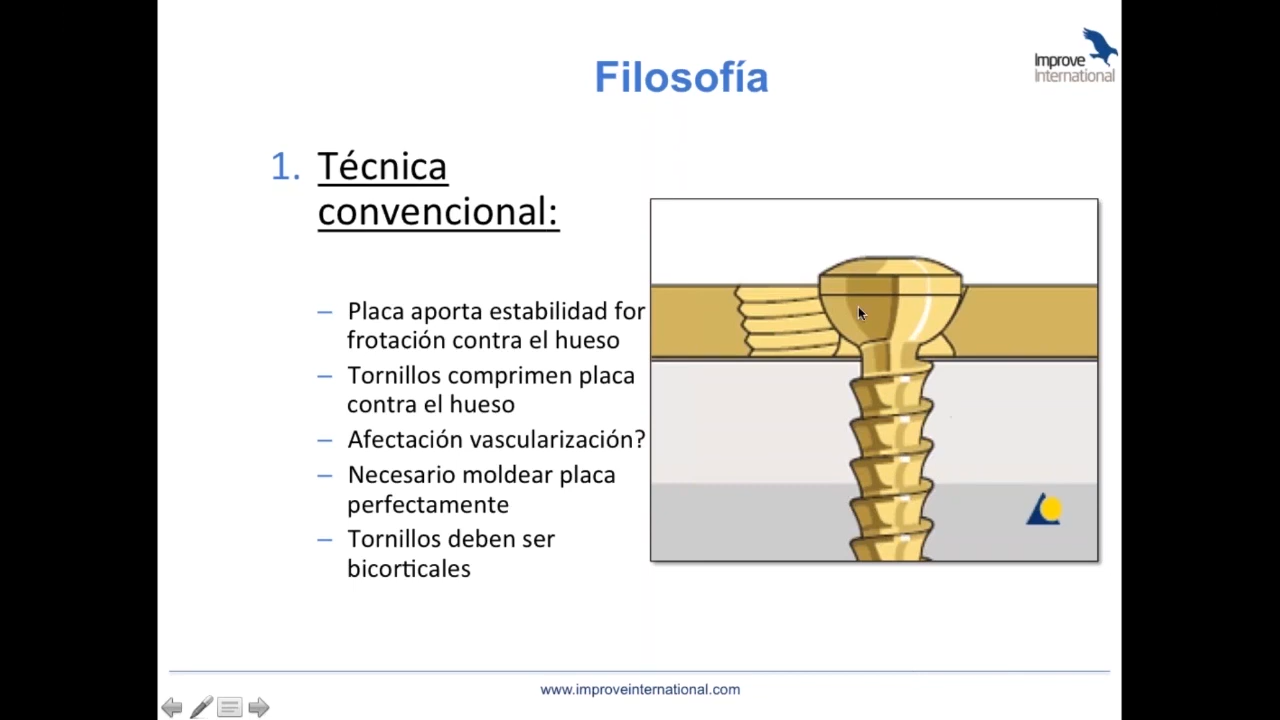 Filosofía
Improve
International
1. Técnica
convencional:
– Placa aporta estabilidad for
frotación contra el hueso
– Tornillos comprimen placa
contra el hueso
– Afectación vascularización?
– Necesario moldear placa
perfectamente
– Tornillos deben ser
bicorticales
www.improveinternational.com